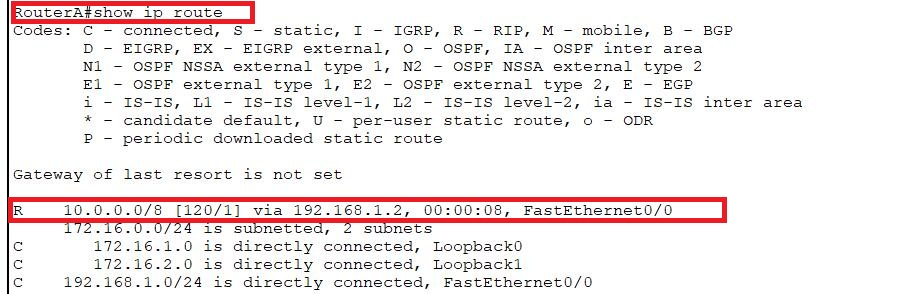 RouterA#show ip route
Codes: C - connected, S - static, I - IGRP, R - RIP, M - mobile, B - BGP
D - EIGRP, EX - EIGRP external, O - OSPF, IA - OSPF inter area
N1 - OSPF NSSA external type 1, N2 - OSPF NSSA external type 2
E1 - OSPF external type 1, E2 - OSPF external type 2, E - EGP
i - IS-IS, L1 - IS-IS level-1, L2 - IS-IS level-2, ia - IS-IS inter area
* - candidate default, U - per-user static route, o - ODR
P - periodic downloaded static route
Gateway of last resort is not set
R 10.0.0.0/8 [120/1] via 192.168.1.2, 00:00:08, FastEthernet0/0
172.16.0.0/24 is subnetted, 2 subnets
C 172.16.1.0 is directly connected, Loopback0
C 172.16.2.0 is directly connected, Loopback1
C 192.168.1.0/24 is directly connected, FastEthernet0/0